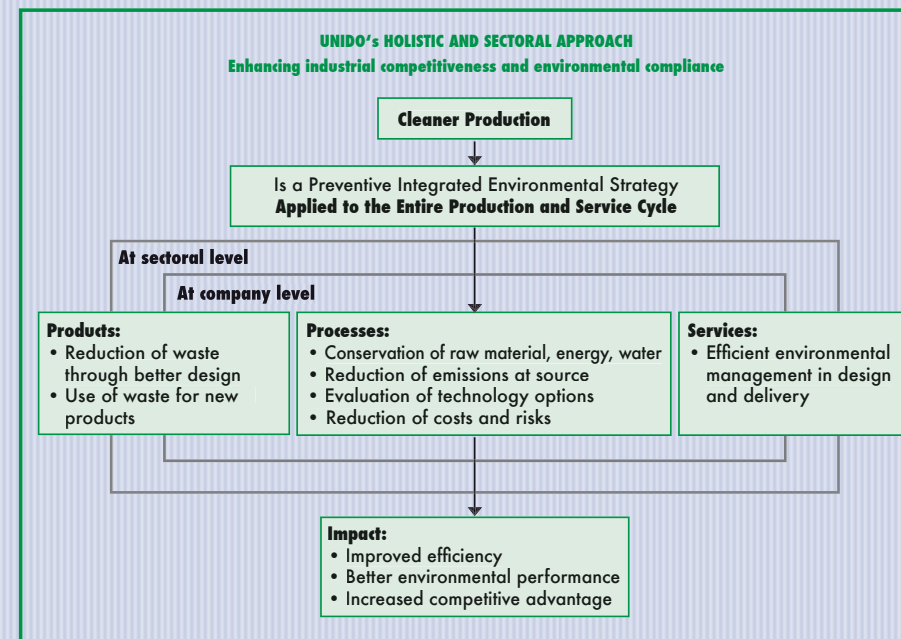 UNIDO‘s HOLISTIC AND SECTORAL APPROACH
Enhancing industrial competitiveness and environmental compliance
Cleaner Production
Is a Preventive Integrated Environmental Strategy
Applied to the Entire Production and Service Cycle
At sectoral level
At company level
Products:
• Reduction of waste
through better design
• Use of waste for new
products
Processes:
• Conservation of raw material, energy, water
• Reduction of emissions at source
• Evaluation of technology options
• Reduction of costs and risks
Services:
• Efficient environmental
management in design
and delivery
Impact:
• Improved efficiency
• Better environmental performance
• Increased competitive advantage